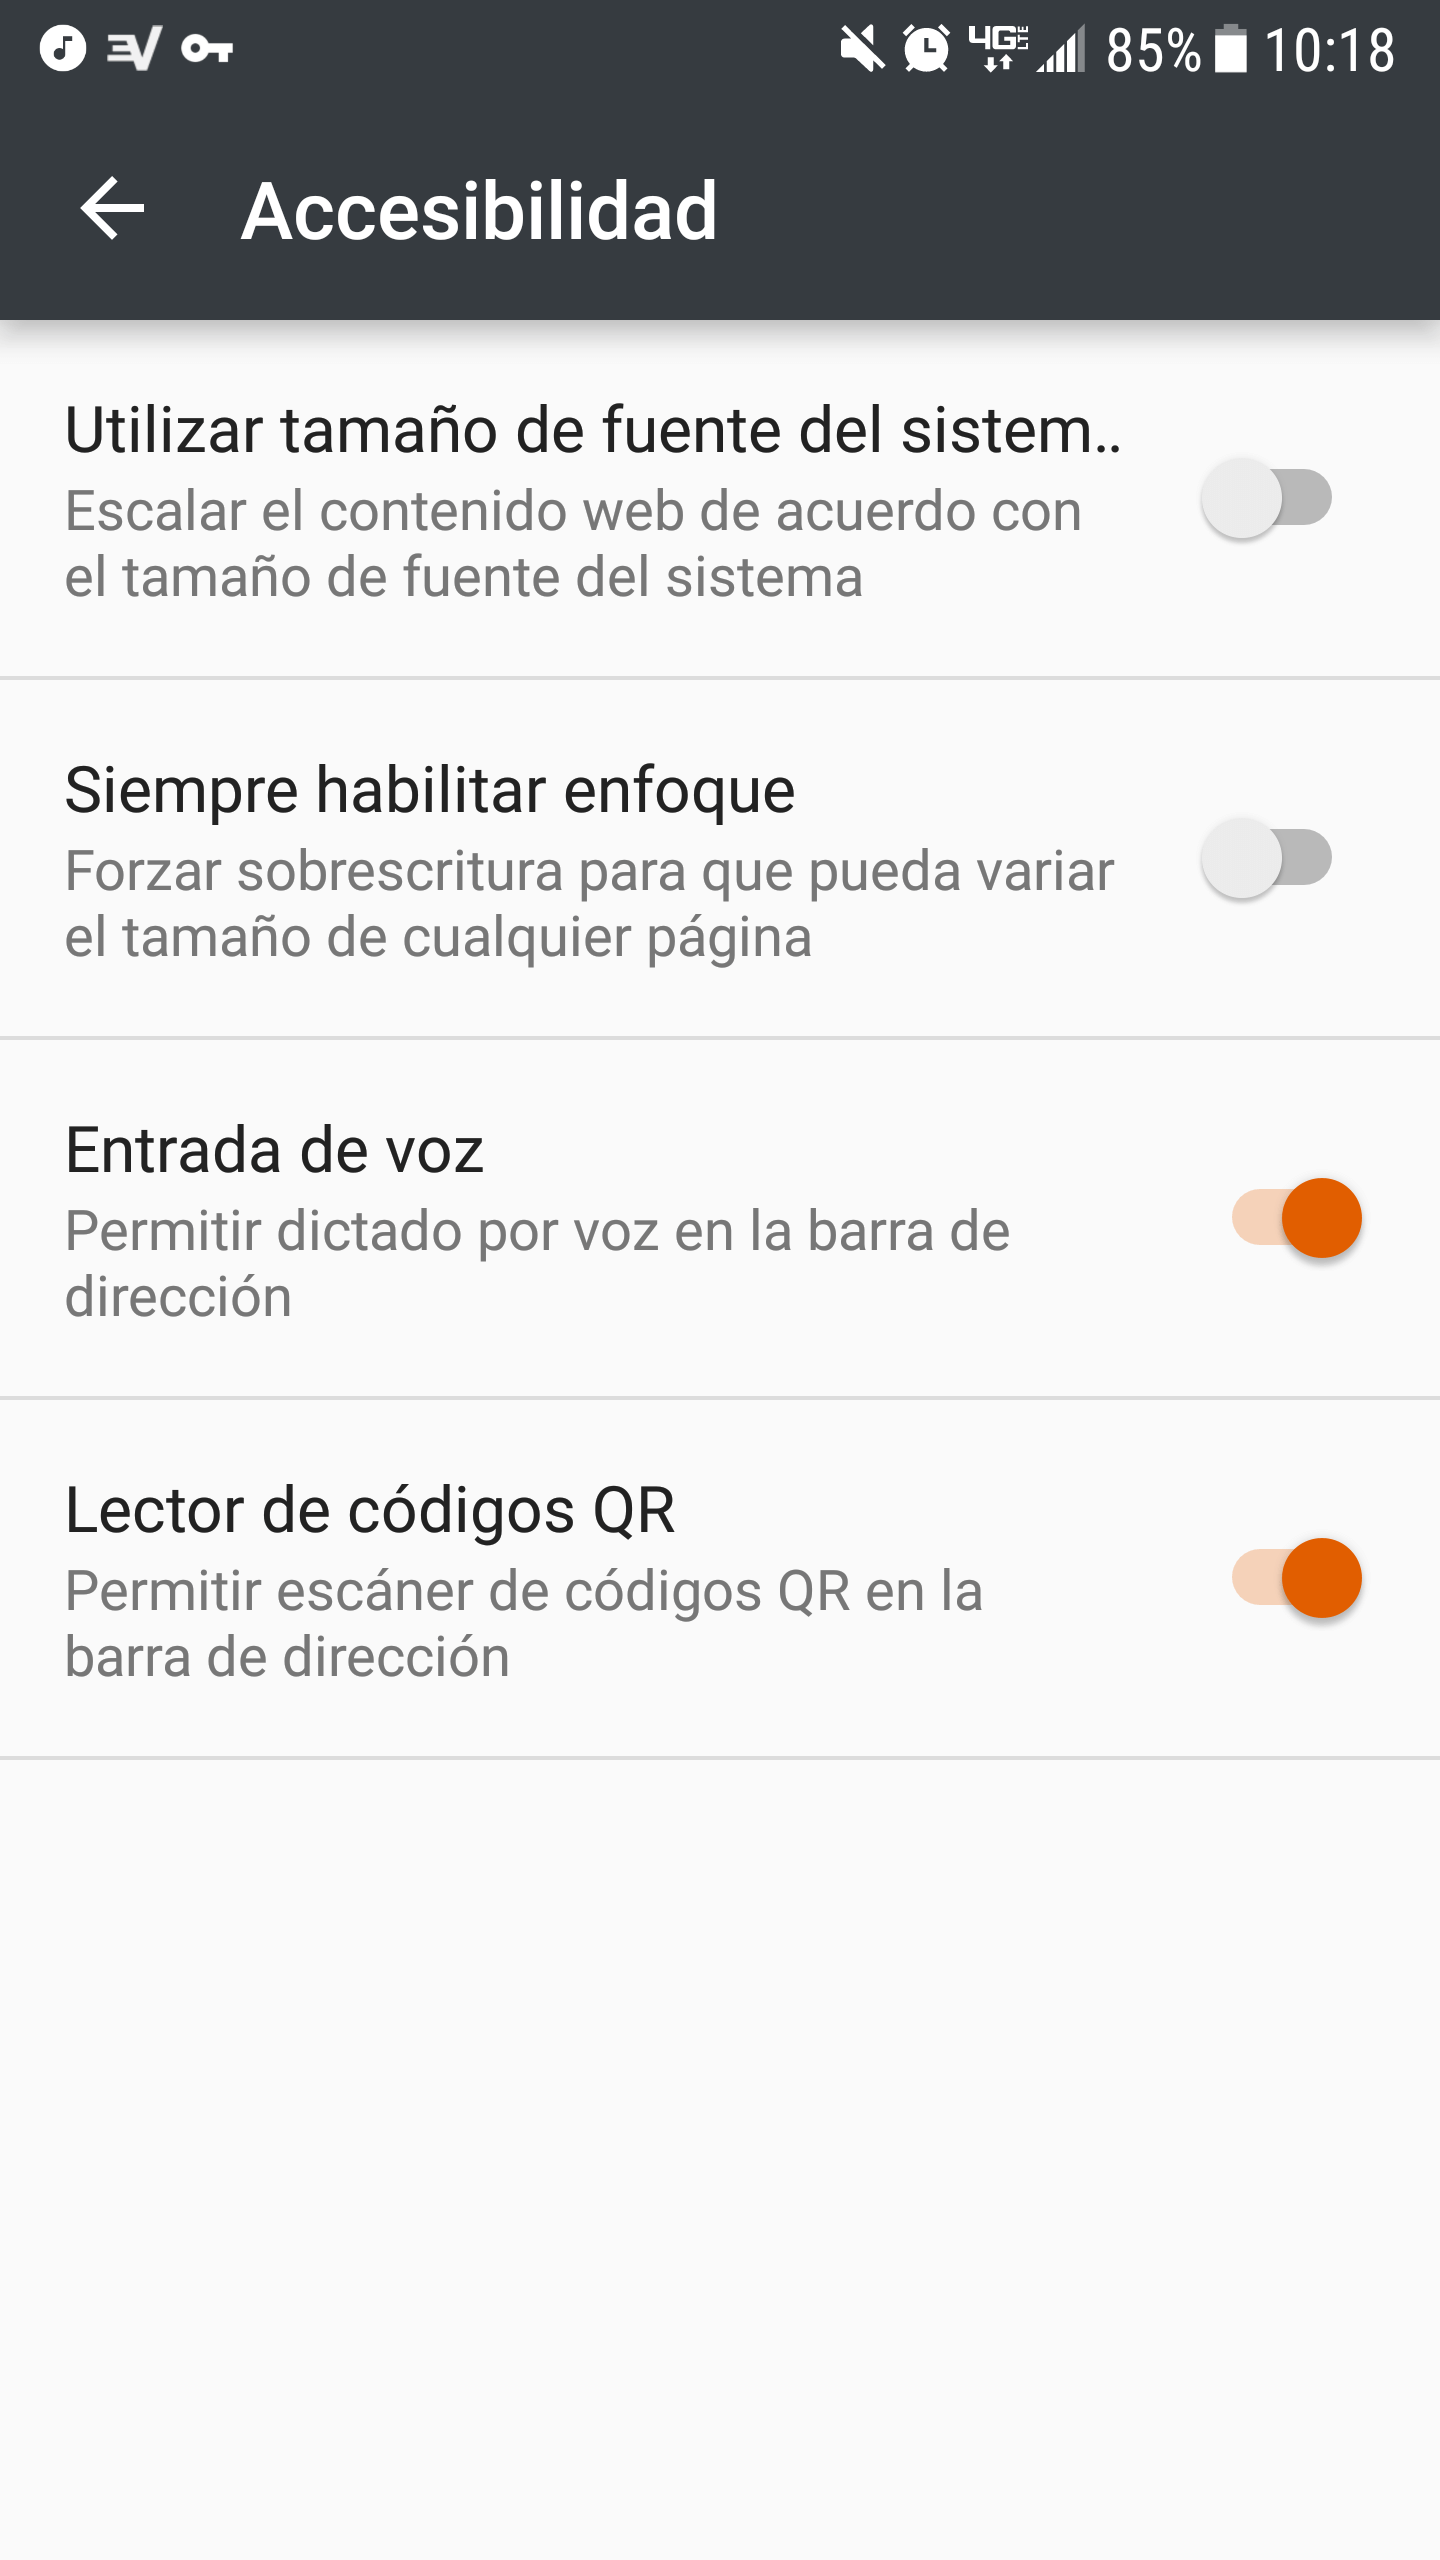 4G LTE 85% 10:18
Accesibilidad
Utilizar tamaño de fuente del sistem..
Escalar el contenido web de acuerdo con
el tamaño de fuente del sistema
Siempre habilitar enfoque
Forzar sobrescritura para que pueda variar
el tamaño de cualquier página
Entrada de voz
Permitir dictado por voz en la barra de
dirección
Lector de códigos QR
Permitir escáner de códigos QR en la
barra de dirección